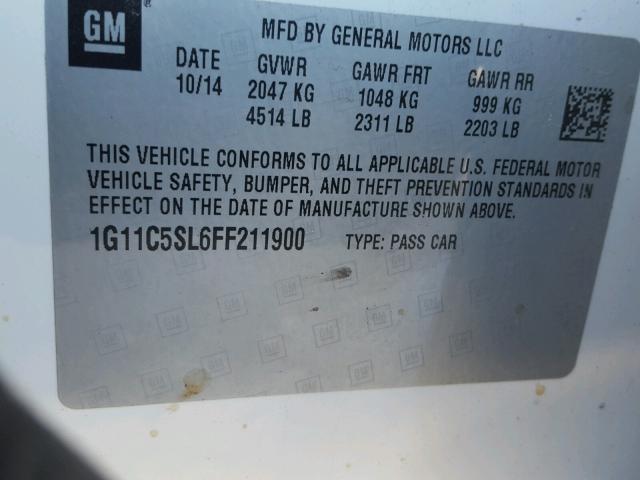 GM
MFD BY GENERAL MOTORS LLC
DATE GVWR GAWR FRT GAWR RR
10/14 2047 KG 1048 KG 999 KG
4514 LB 2311 LB 2203 LB
THIS VEHICLE CONFORMS TO ALL APPLICABLE U.S. FEDERAL MOTOR
VEHICLE SAFETY, BUMPER, AND THEFT PREVENTION STANDARDS IN
EFFECT ON THE DATE OF MANUFACTURE SHOWN ABOVE.
1G11C5SL6FF211900 TYPE: PASS CAR